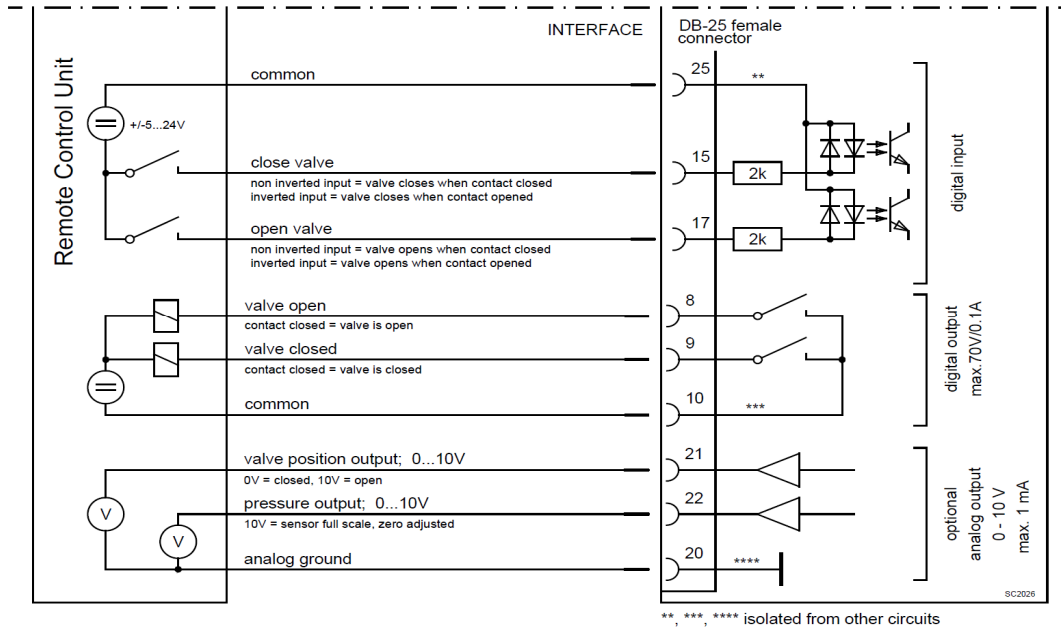 INTERFACE
DB-25 female
connector
Remote Control Unit
common
25
**
+/-5...24V
close valve
15
2k
non inverted input = valve closes when contact closed
inverted input = valve closes when contact opened
open valve
17
2k
non inverted input = valve opens when contact closed
inverted input = valve opens when contact opened
digital input
valve open
8
contact closed = valve is open
valve closed
9
contact closed = valve is closed
common
10
***
digital output
max.70V/0.1A
valve position output; 0...10V
21
0V = closed, 10V = open
pressure output; 0...10V
22
10V = sensor full scale, zero adjusted
V
V
analog ground
20
****
optional
analog output
0 - 10 V
max. 1 mA
SC2026
**, ***, **** isolated from other circuits